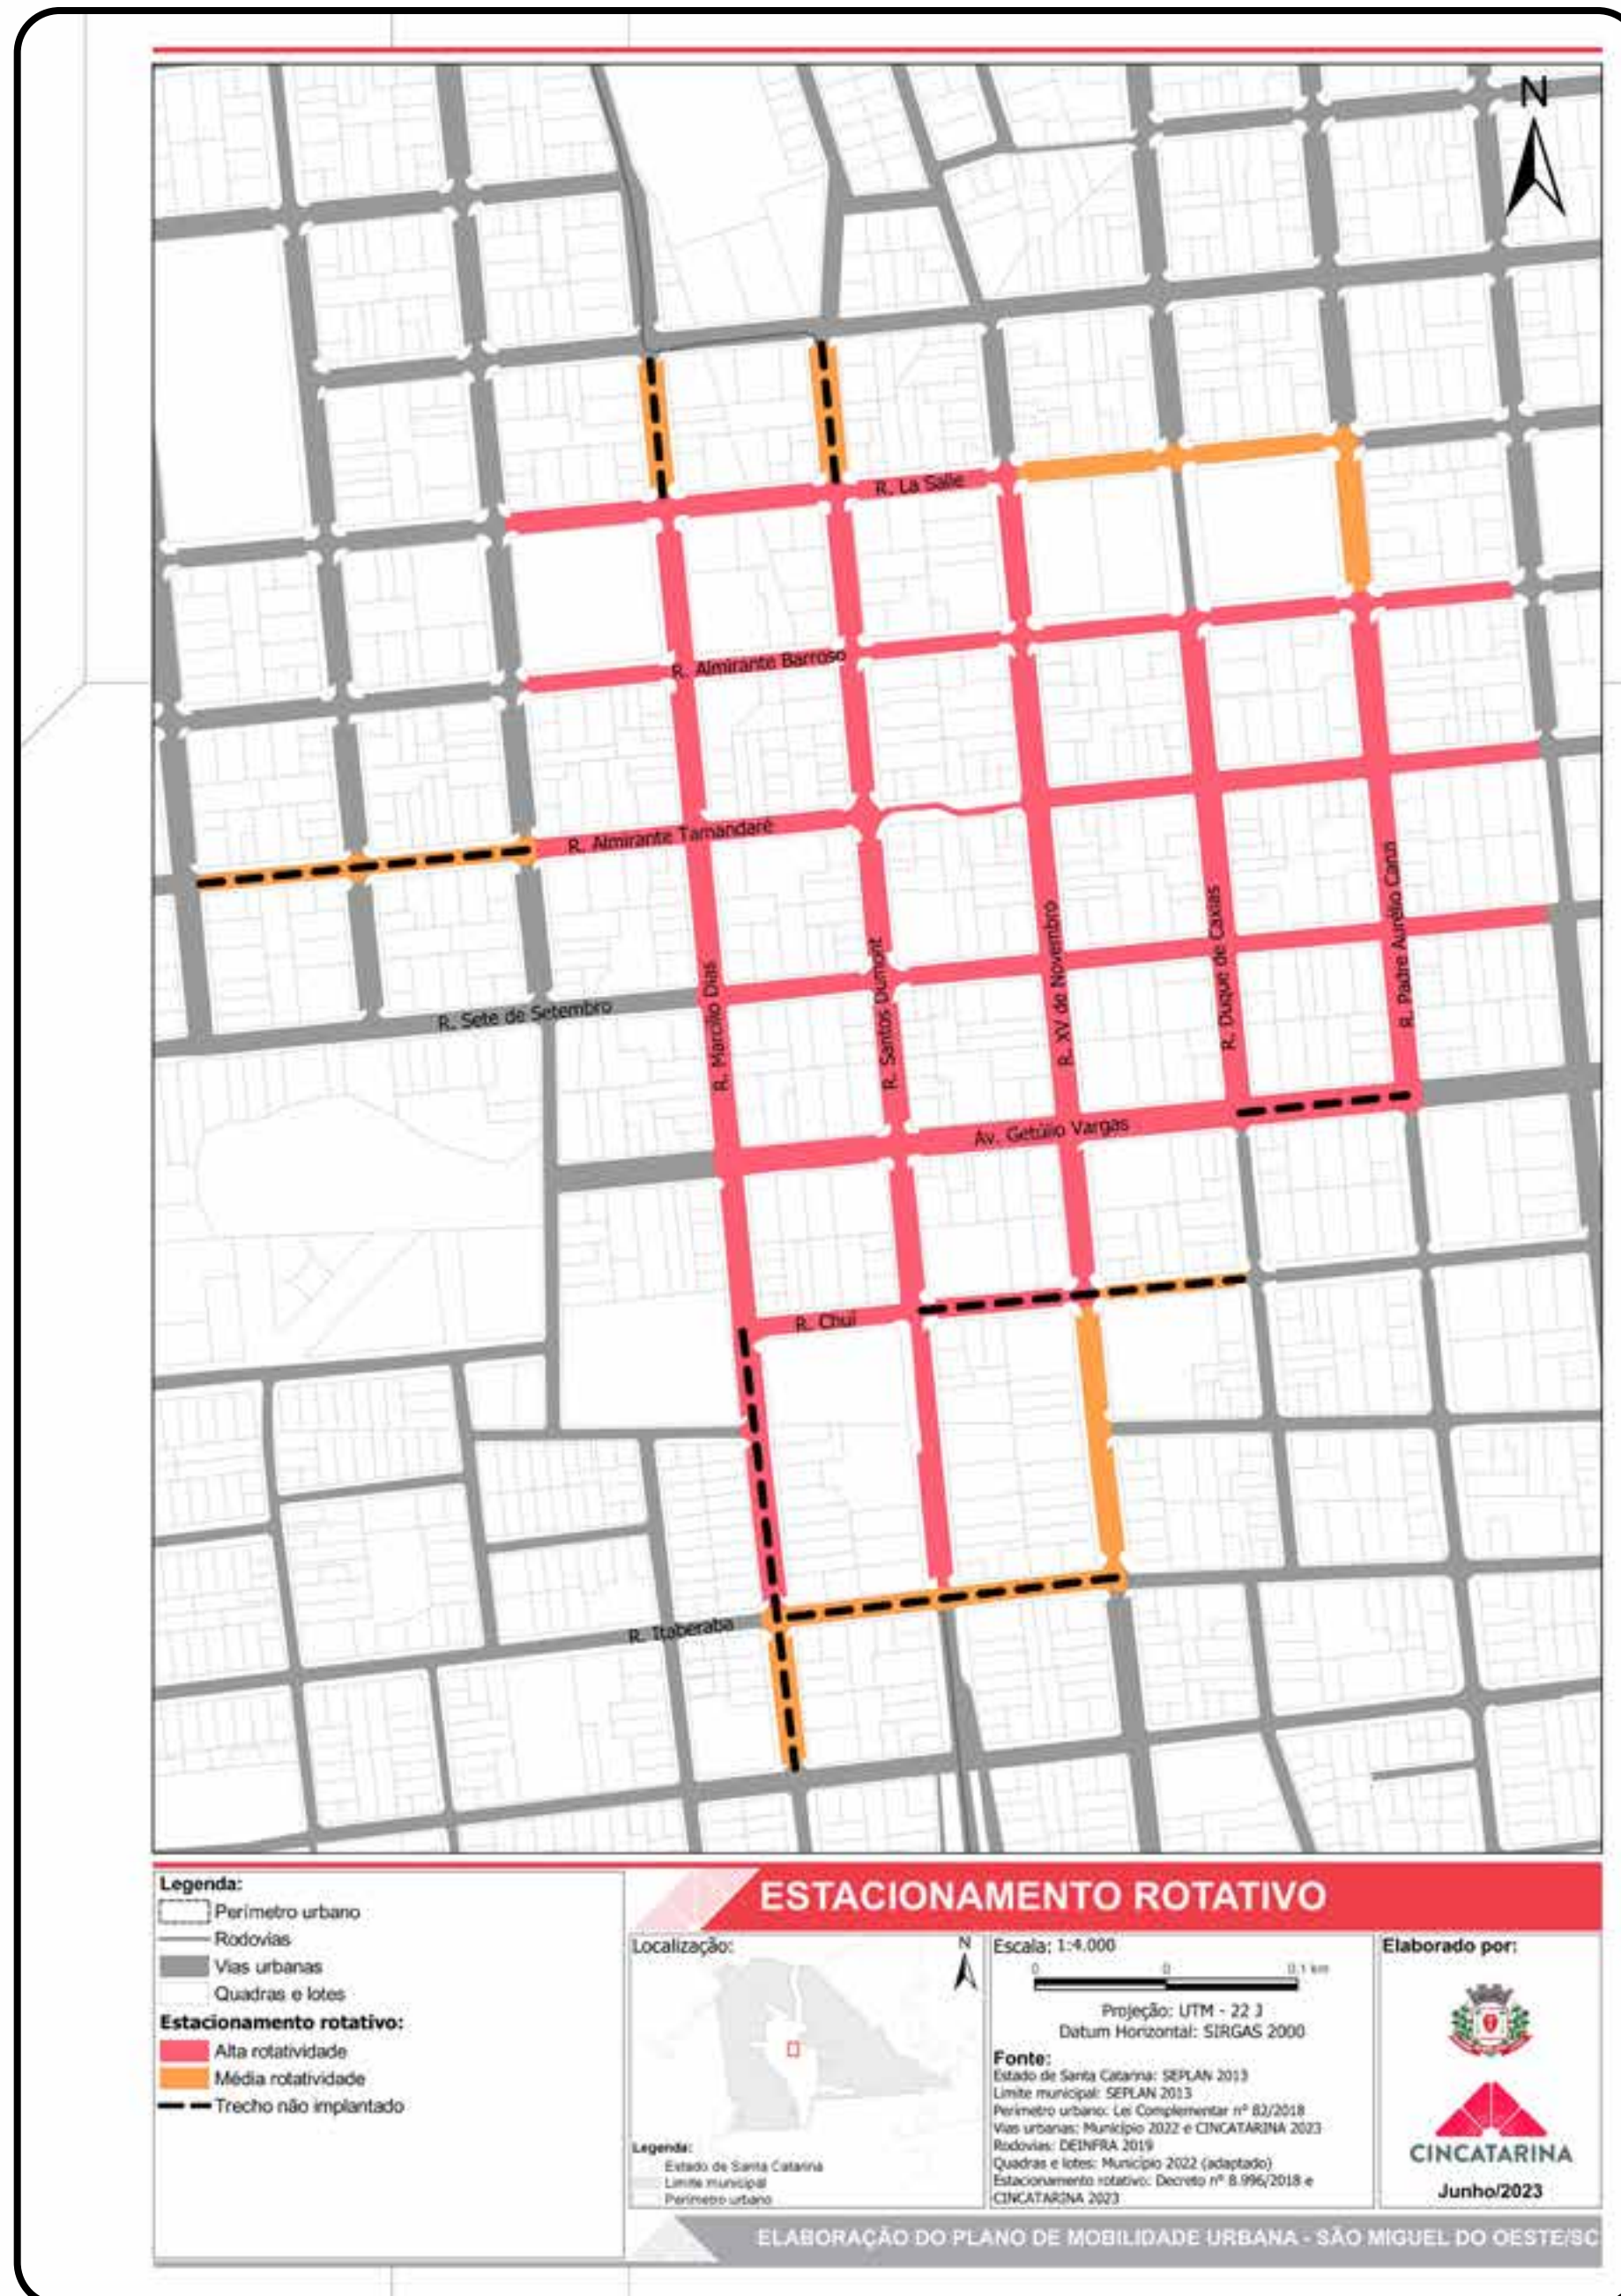 N
R. La Salle
R. Almirante Barroso
R. Almirante Tamandaré
R. Padre Aurélio Canzi
R. Duque de Caxias
R. XV de Novembro
R. Santos Dumont
R. Marcílio Dias
R. Sete de Setembro
Av. Getúlio Vargas
R. Chuí
R. Itaberaba
Legenda:
Perímetro urbano
Rodovias
Vias urbanas
Quadras e lotes
Estacionamento rotativo:
Alta rotatividade
Média rotatividade
Trecho não implantado
ESTACIONAMENTO ROTATIVO
Localização:
N
Legenda:
Estado de Santa Catarina
Limite municipal
Perímetro urbano
Escala: 1:4.000
0 0 0.1 km
Projeção: UTM - 22 J
Datum Horizontal: SIRGAS 2000
Fonte:
Estado de Santa Catarina: SEPLAN 2013
Limite municipal: SEPLAN 2013
Perímetro urbano: Lei Complementar nº 82/2018
Vias urbanas: Município 2022 e CINCATARINA 2023
Rodovias: DEINFRA 2019
Quadras e lotes: Município 2022 (adaptado)
Estacionamento rotativo: Decreto nº 8.996/2018 e
CINCATARINA 2023
Elaborado por:
CINCATARINA
Junho/2023
ELABORAÇÃO DO PLANO DE MOBILIDADE URBANA - SÃO MIGUEL DO OESTE/SC